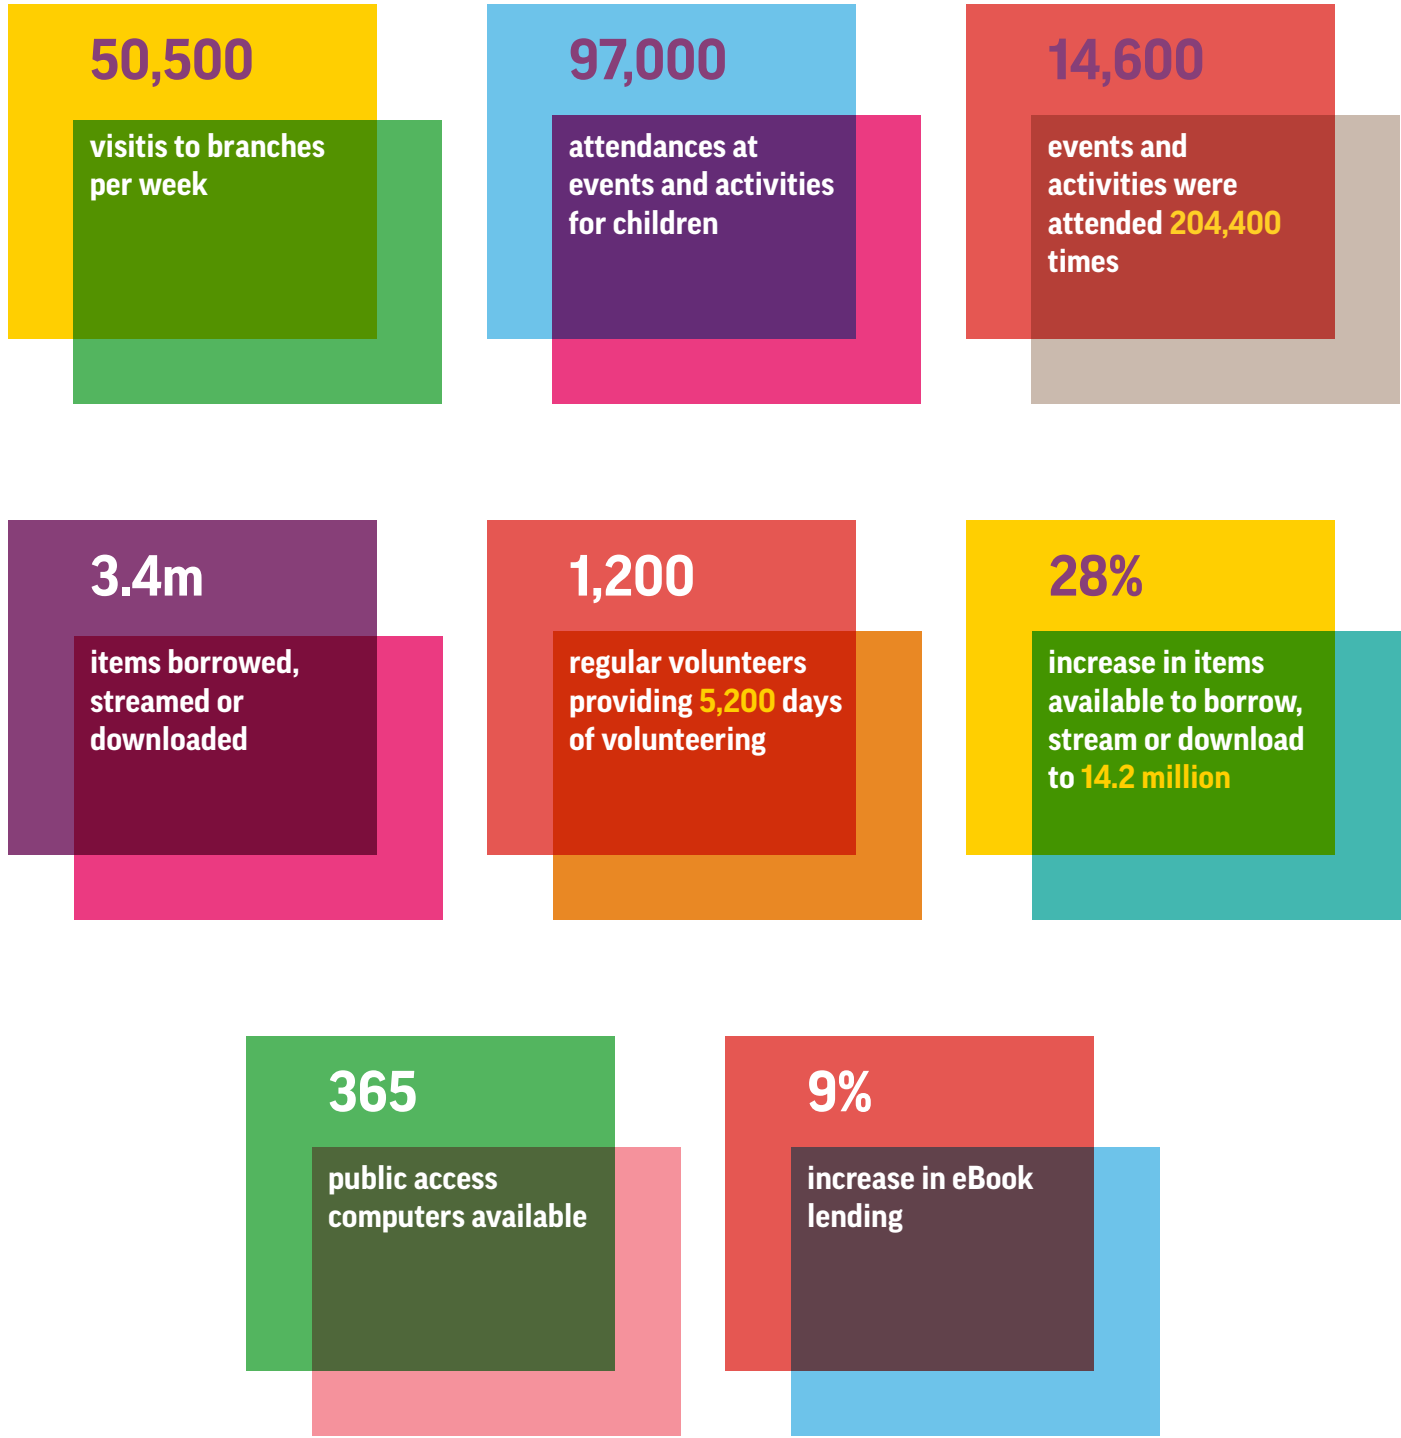 50,500
visitis to branches
per week
97,000
attendances at
events and activities
for children
14,600
events and
activities were
attended 204,400
times
3.4m
items borrowed,
streamed or
downloaded
1,200
regular volunteers
providing 5,200 days
of volunteering
28%
increase in items
available to borrow,
stream or download
to 14.2 million
365
public access
computers available
9%
increase in eBook
lending